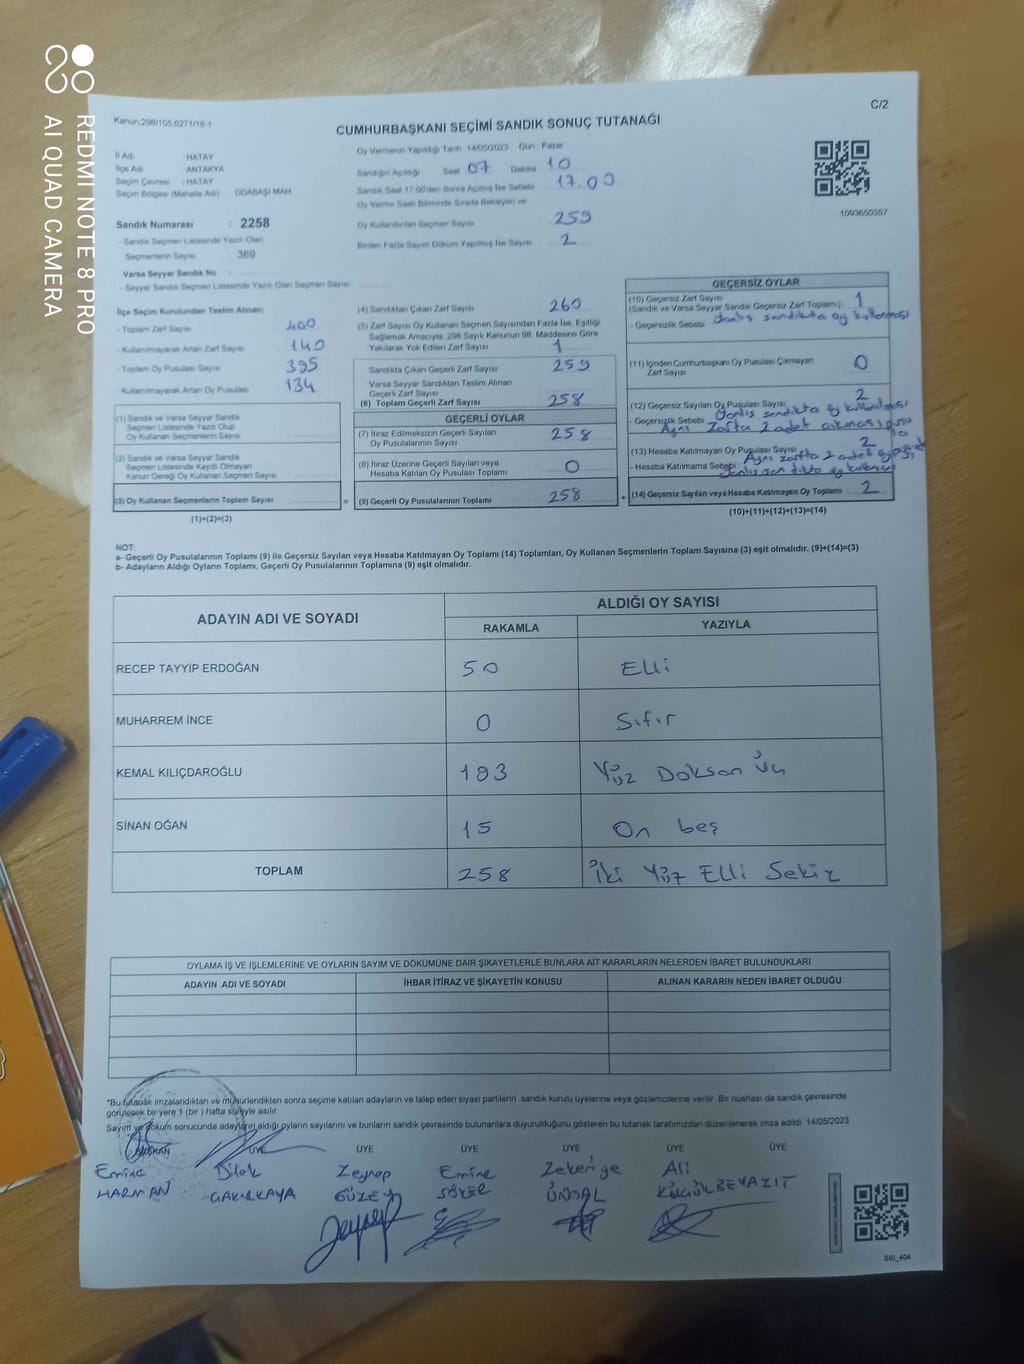 C/2
Kanun:298/105,6271/18-1
CUMHURBAŞKANI SEÇİMİ SANDIK SONUÇ TUTANAĞI
İl Adı HATAY
İlçe Adı ANTAKYA
Seçim Çevresi : HATAY
Seçim Bölgesi (Mahalle Adı) ODABAŞI MAH.
Sandık Numarası : 2258
- Sandık Seçmen Listesinde Yazılı Olan
Seçmenlerin Sayısı : 369
Varsa Seyyar Sandık No :
- Seyyar Sandık Seçmen Listesinde Yazılı Olan Seçmen Sayısı:
Oy Vermenin Yapıldığı Tarih 14/05/2023 Gün : Pazar
Sandığın Açıldığı Saat 07 Dakika 10
Sandık Saat 17:00'den Sonra Açılmış İse Sebebi 17.00
Oy Verme Saati Bitiminde Sırada Bekleyen ve
Oy Kullandırılan Seçmen Sayısı 259
Birden Fazla Sayım Döküm Yapılmış İse Sayısı 2
1093650357
İlçe Seçim Kurulundan Teslim Alınan;
- Toplam Zarf Sayısı 400
- Kullanılmayarak Artan Zarf Sayısı 140
- Toplam Oy Pusulası Sayısı 395
- Kullanılmayarak Artan Oy Pusulası 134
(1) Sandık ve Varsa Seyyar Sandık
Seçmen Listesinde Yazılı Olup
Oy Kullanan Seçmenlerin Sayısı
(2) Sandık ve Varsa Seyyar Sandık
Seçmen Listesinde Kayıtlı Olmayan
Kanun Gereği Oy Kullanan Seçmen Sayısı
(3) Oy Kullanan Seçmenlerin Toplam Sayısı =
(1)+(2)=(3)
(4) Sandıktan Çıkan Zarf Sayısı 260
(5) Zarf Sayısı Oy Kullanan Seçmen Sayısından Fazla İse, Eşitliği
Sağlamak Amacıyla; 298 Sayılı Kanunun 98. Maddesine Göre
Yakılarak Yok Edilen Zarf Sayısı 1
Sandıkta Çıkan Geçerli Zarf Sayısı 259
Varsa Seyyar Sandıktan Teslim Alınan
Geçerli Zarf Sayısı
(6) Toplam Geçerli Zarf Sayısı 258
GEÇERLİ OYLAR
(7) İtiraz Edilmeksizin Geçerli Sayılan
Oy Pusulasının Sayısı 258
(8) İtiraz Üzerine Geçerli Sayılan veya
Hesaba Katılan Oy Pusulası Toplamı 0
(9) Geçerli Oy Pusulalarının Toplamı 258 +
GEÇERSİZ OYLAR
(10) Geçersiz Zarf Sayısı
(Sandık ve Varsa Seyyar Sandık Geçersiz Zarf Toplamı) 1
- Geçersizlik Sebebi Yanlış sandıkta oy kullanması
(11) İçinden Cumhurbaşkanı Oy Pusulası Çıkmayan
Zarf Sayısı 0
(12) Geçersiz Sayılan Oy Pusulası Sayısı 2
- Geçersizlik Sebebi Yanlış sandıkta oy kullanılması
Aynı Zarfta 2 adet çıkması
(13) Hesaba Katılmayan Oy Pusulası Sayısı 2
Aynı zarfta 2 adet
- Hesaba Katılmama Sebebi Yanlış sandıkta oy kullanması
(14) Geçersiz Sayılan veya Hesaba Katılmayan Oy Toplamı 2
(10)+(11)+(12)+(13)=(14)
NOT:
a- Geçerli Oy Pusulalarının Toplamı (9) ile Geçersiz Sayılan veya Hesaba Katılmayan Oy Toplamı (14) Toplamları, Oy Kullanan Seçmenlerin Toplam Sayısına (3) eşit olmalıdır. (9)+(14)=(3)
b- Adayların Aldığı Oyların Toplamı, Geçerli Oy Pusulalarının Toplamına (9) eşit olmalıdır.
ADAYIN ADI VE SOYADI ALDIĞI OY SAYISI
RAKAMLA YAZIYLA
RECEP TAYYİP ERDOĞAN 50 Elli
MUHARREM İNCE 0 Sıfır
KEMAL KILIÇDAROĞLU 193 Yüz Doksan üç
SİNAN OĞAN 15 On beş
TOPLAM 258 İki Yüz Elli Sekiz
OYLAMA İŞ VE İŞLEMLERİNE VE OYLARIN SAYIM VE DÖKÜMÜNE DAİR ŞİKAYETLERLE BUNLARA AİT KARARLARIN NELERDEN İBARET BULUNDUKLARI
ADAYIN ADI VE SOYADI İHBAR İTİRAZ VE ŞİKAYETİN KONUSU ALINAN KARARIN NEDEN İBARET OLDUĞU
*Bu tutanak imzalandıktan ve mühürlendikten sonra seçime katılan adayların ve talep eden siyasi partilerin sandık kurulu üyelerine veya gözlemcilerine verilir. Bir nüshası da sandık çevresinde
görülecek bir yere 1 (bir ) hafta süreyle asılır.
Sayım ve döküm sonucunda adayların aldığı oyların sayılarını ve bunların sandık çevresinde bulunanlara duyurulduğunu gösteren bu tutanak tarafımızdan düzenlenerek imza edildi. 14/05/2023
BAŞKAN ÜYE ÜYE ÜYE ÜYE ÜYE ÜYE
Emine Dilek Zeynep Emine Zekeriye Ali
HARMAN ÇAKIRKAYA GÜZEY SÖKER ÜNSAL KÜÇÜKBEYAZIT
SSI_404
REDMI NOTE 8 PRO
AI QUAD CAMERA